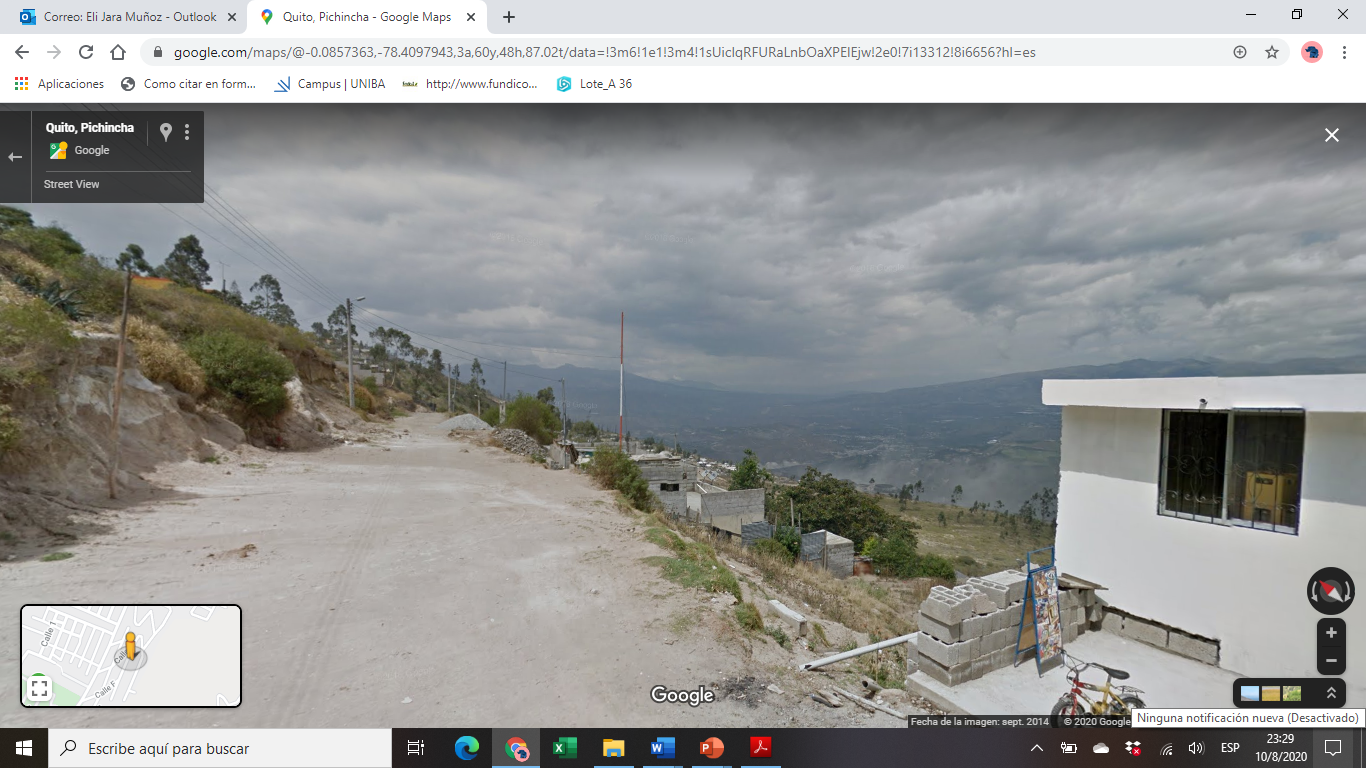 Correo: Eli Jara Muñoz - Outlook
Quito, Pichincha - Google Maps
google.com/maps/@-0.0857363,-78.4097943,3a,60y,48h,87.02t/data=!3m6!1e1!3m4!1sUicIqRFURaLnbOaXPEIEjw!2e0!7i13312!8i6656?hl=es
Aplicaciones
Como citar en form...
Campus | UNIBA
http://www.fundico...
Lote_A 36
Quito, Pichincha
Google
Street View
Calle 1
Calle F
Google
Fecha de la imagen: sept. 2014 © 2020 Google
Ninguna notificación nueva (Desactivado)
Escribe aquí para buscar
ESP
23:29
10/8/2020